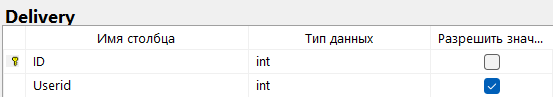 Delivery
Имя столбца Тип данных Разрешить знач...
ID int
Userid int